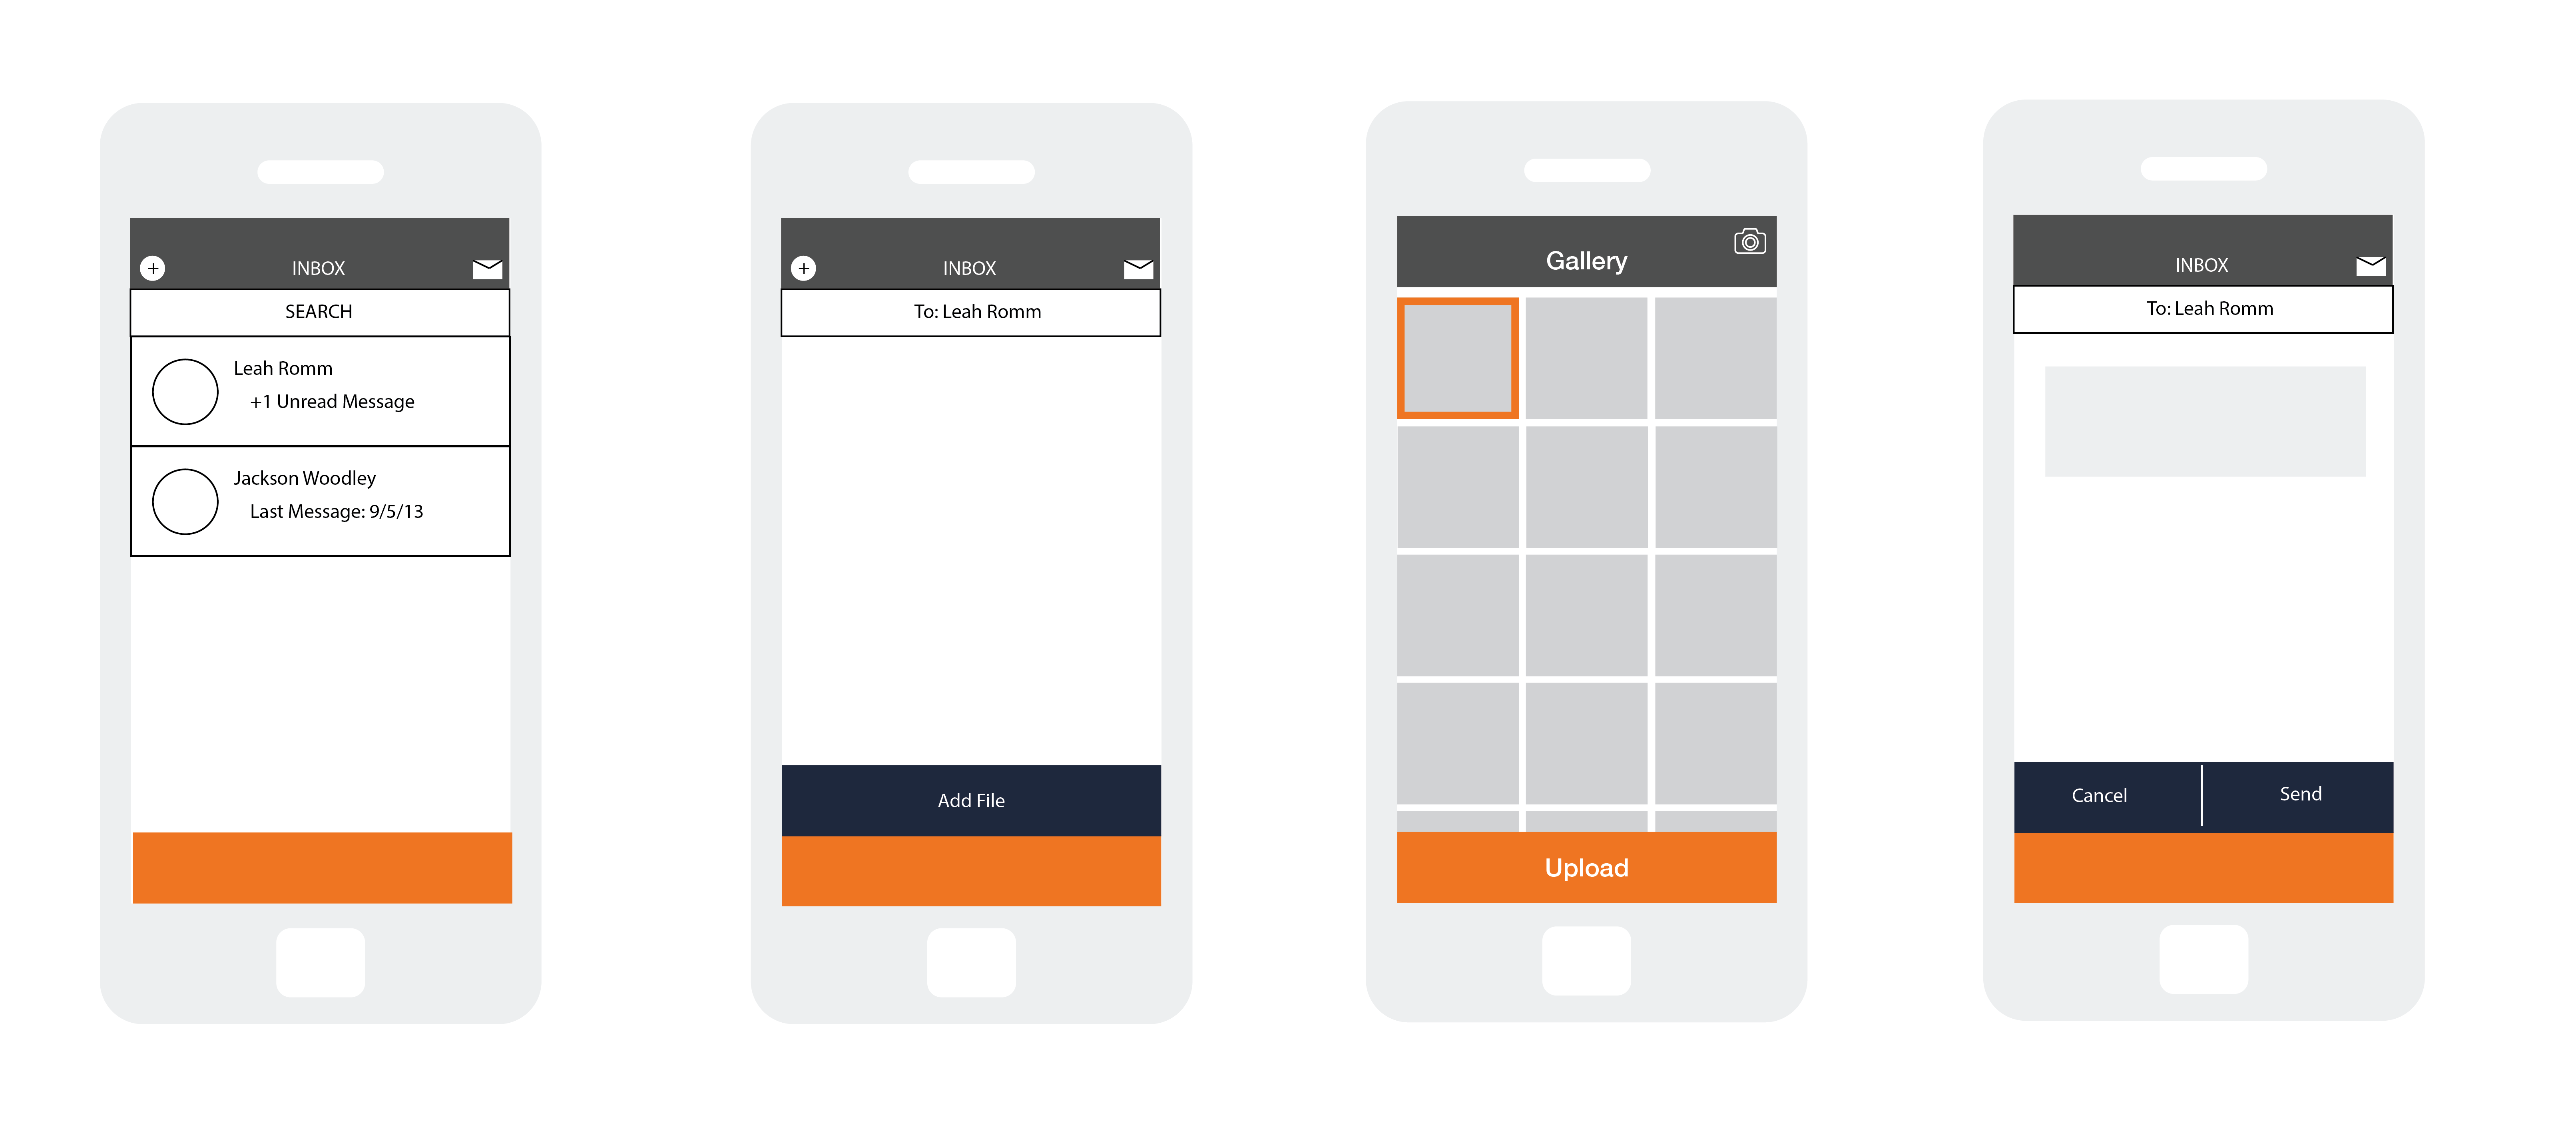 +
INBOX
SEARCH
Leah Romm
+1 Unread Message
Jackson Woodley
Last Message: 9/5/13
+
INBOX
To: Leah Romm
Add File
Gallery
Upload
INBOX
To: Leah Romm
Cancel
Send